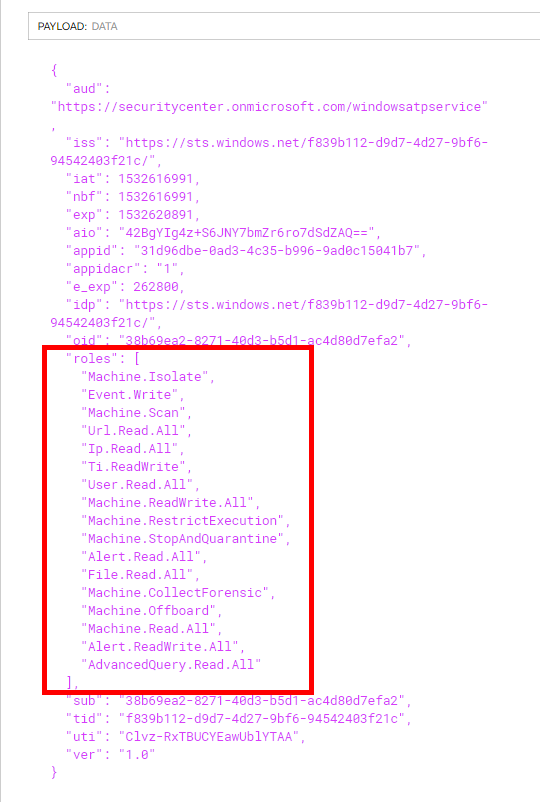 PAYLOAD: DATA
{
"aud":
"https://securitycenter.onmicrosoft.com/windowsatpservice"
,
"iss": "https://sts.windows.net/f839b112-d9d7-4d27-9bf6-
94542403f21c/",
"iat": 1532616991,
"nbf": 1532616991,
"exp": 1532620891,
"aio": "42BgYIg4z+S6JNY7bmZr6ro7dSdZAQ==",
"appid": "31d96dbe-0ad3-4c35-b996-9ad0c15041b7",
"appidacr": "1",
"e_exp": 262800,
"idp": "https://sts.windows.net/f839b112-d9d7-4d27-9bf6-
94542403f21c/",
"oid": "38b69ea2-8271-40d3-b5d1-ac4d80d7efa2",
"roles": [
"Machine.Isolate",
"Event.Write",
"Machine.Scan",
"Url.Read.All",
"Ip.Read.All",
"Ti.ReadWrite",
"User.Read.All",
"Machine.ReadWrite.All",
"Machine.RestrictExecution",
"Machine.StopAndQuarantine",
"Alert.Read.All",
"File.Read.All",
"Machine.CollectForensic",
"Machine.Offboard",
"Machine.Read.All",
"Alert.ReadWrite.All",
"AdvancedQuery.Read.All"
],
"sub": "38b69ea2-8271-40d3-b5d1-ac4d80d7efa2",
"tid": "f839b112-d9d7-4d27-9bf6-94542403f21c",
"uti": "Clvz-RxTBUCYEawUblYTAA",
"ver": "1.0"
}